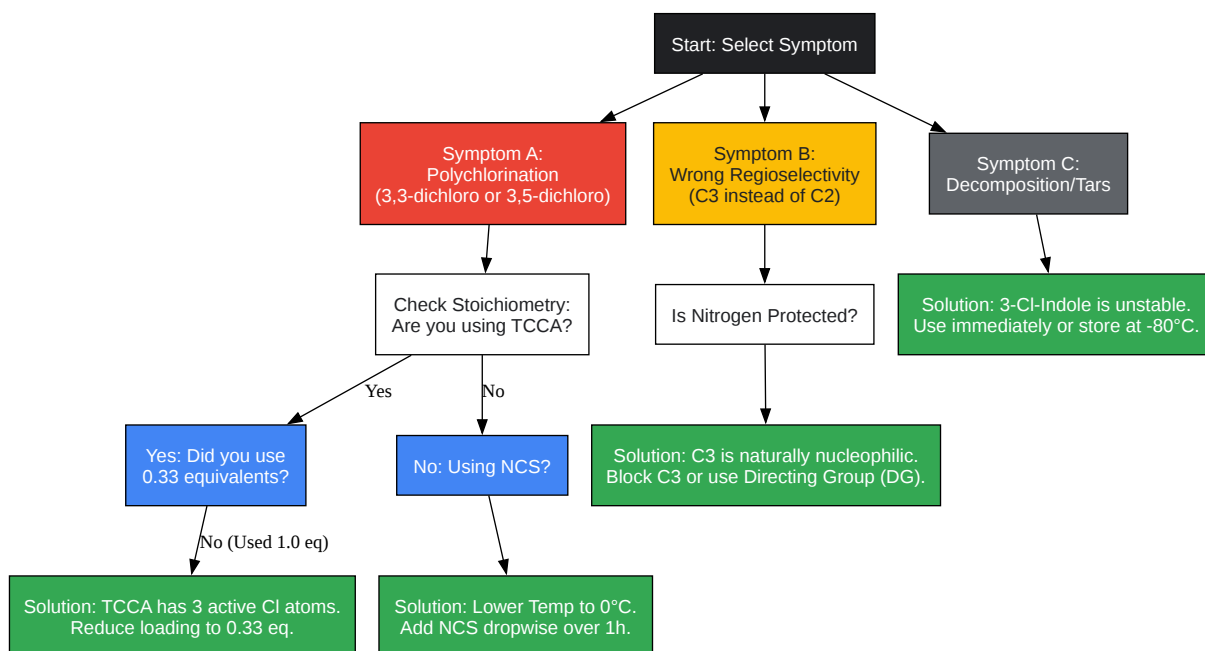 Start: Select Symptom
Symptom A:
Polychlorination
(3,3-dichloro or 3,5-dichloro)
Symptom B:
Wrong Regioselectivity
(C3 instead of C2)
Symptom C:
Decomposition/Tars
Check Stoichiometry:
Are you using TCCA?
Is Nitrogen Protected?
Solution: 3-Cl-Indole is unstable.
Use immediately or store at -80°C.
Yes
No
Yes: Did you use
0.33 equivalents?
No: Using NCS?
Solution: C3 is naturally nucleophilic.
Block C3 or use Directing Group (DG).
No (Used 1.0 eq)
Solution: TCCA has 3 active Cl atoms.
Reduce loading to 0.33 eq.
Solution: Lower Temp to 0°C.
Add NCS dropwise over 1h.